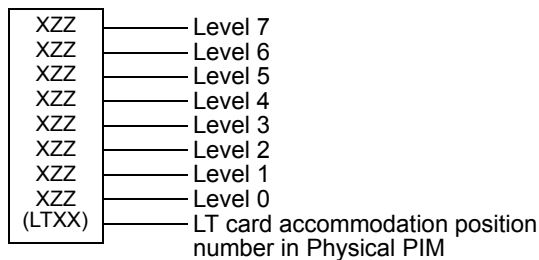 XZZ Level 7
XZZ Level 6
XZZ Level 5
XZZ Level 4
XZZ Level 3
XZZ Level 2
XZZ Level 1
XZZ Level 0
(LTXX) LT card accommodation position
number in Physical PIM